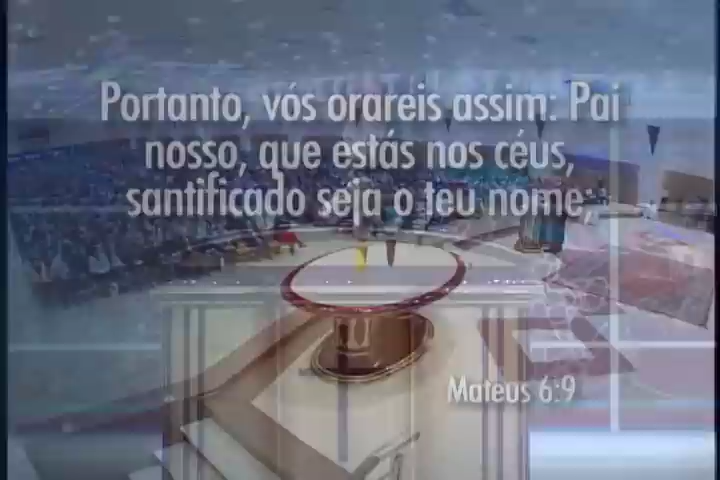 Portanto, vós orareis assim: Pai
nosso, que estás nos céus,
santificado seja o teu nome;
Mateus 6:9